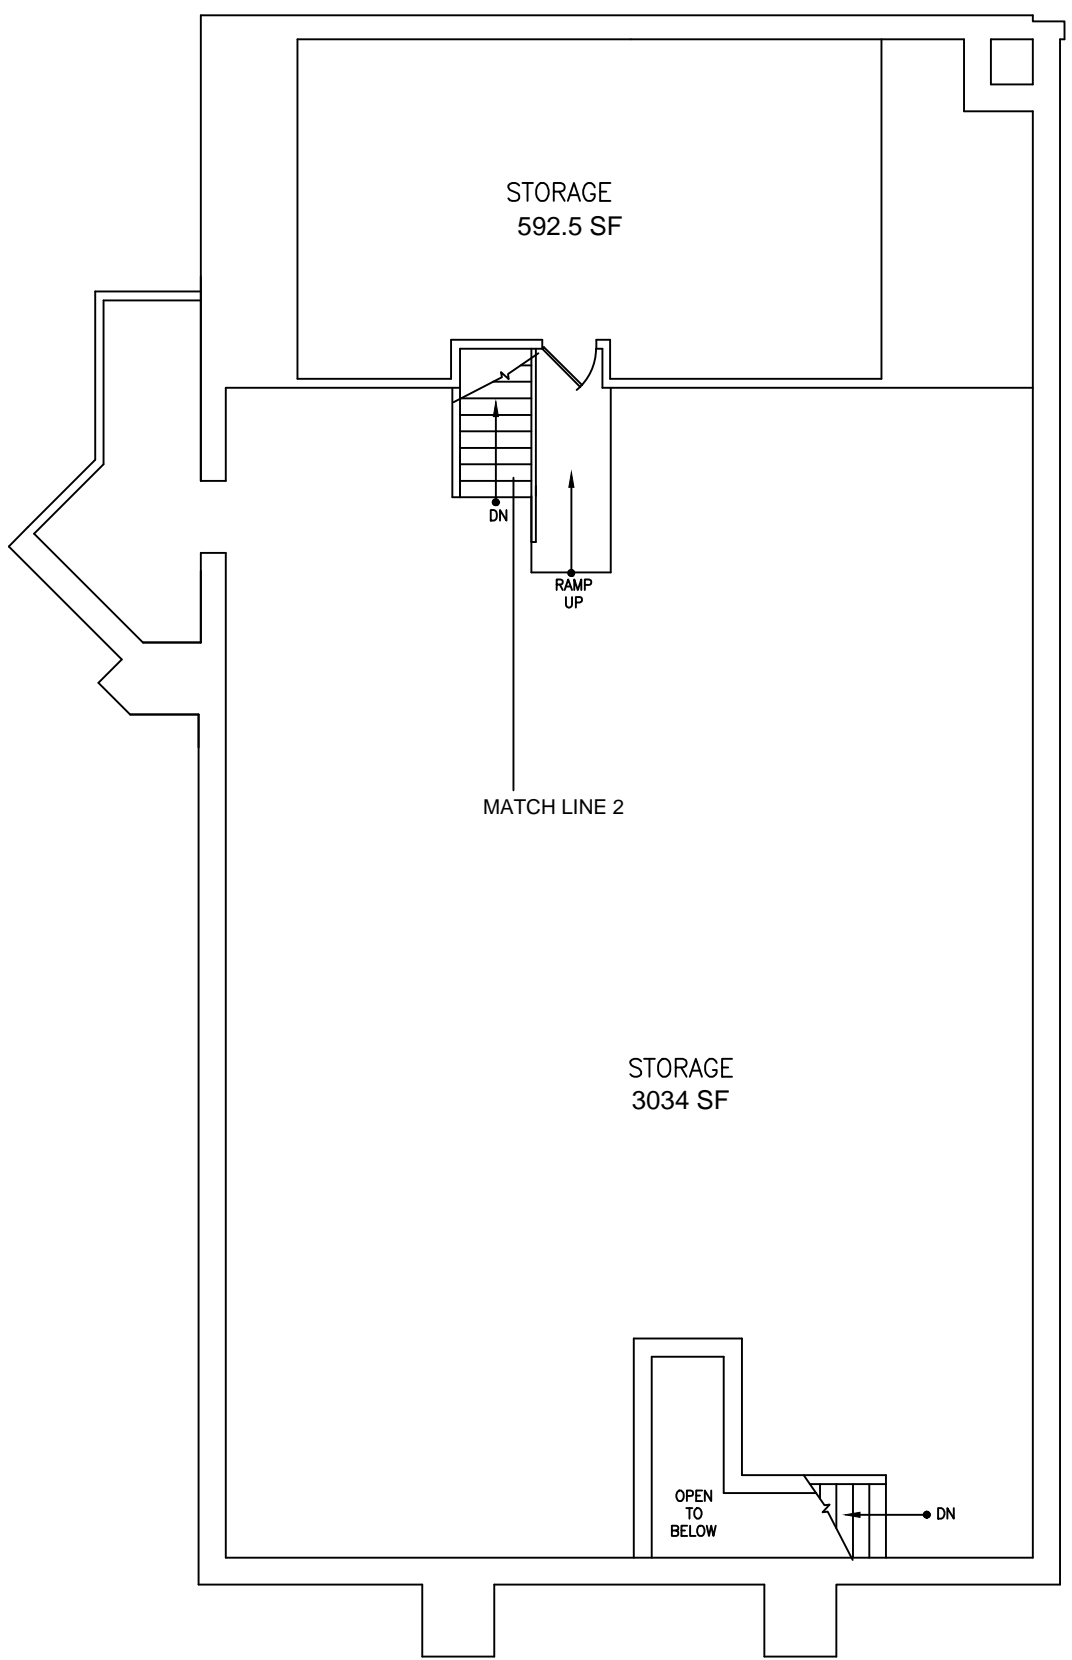 STORAGE
592.5 SF
DN
RAMP
UP
MATCH LINE 2
STORAGE
3034 SF
OPEN
TO
BELOW
DN